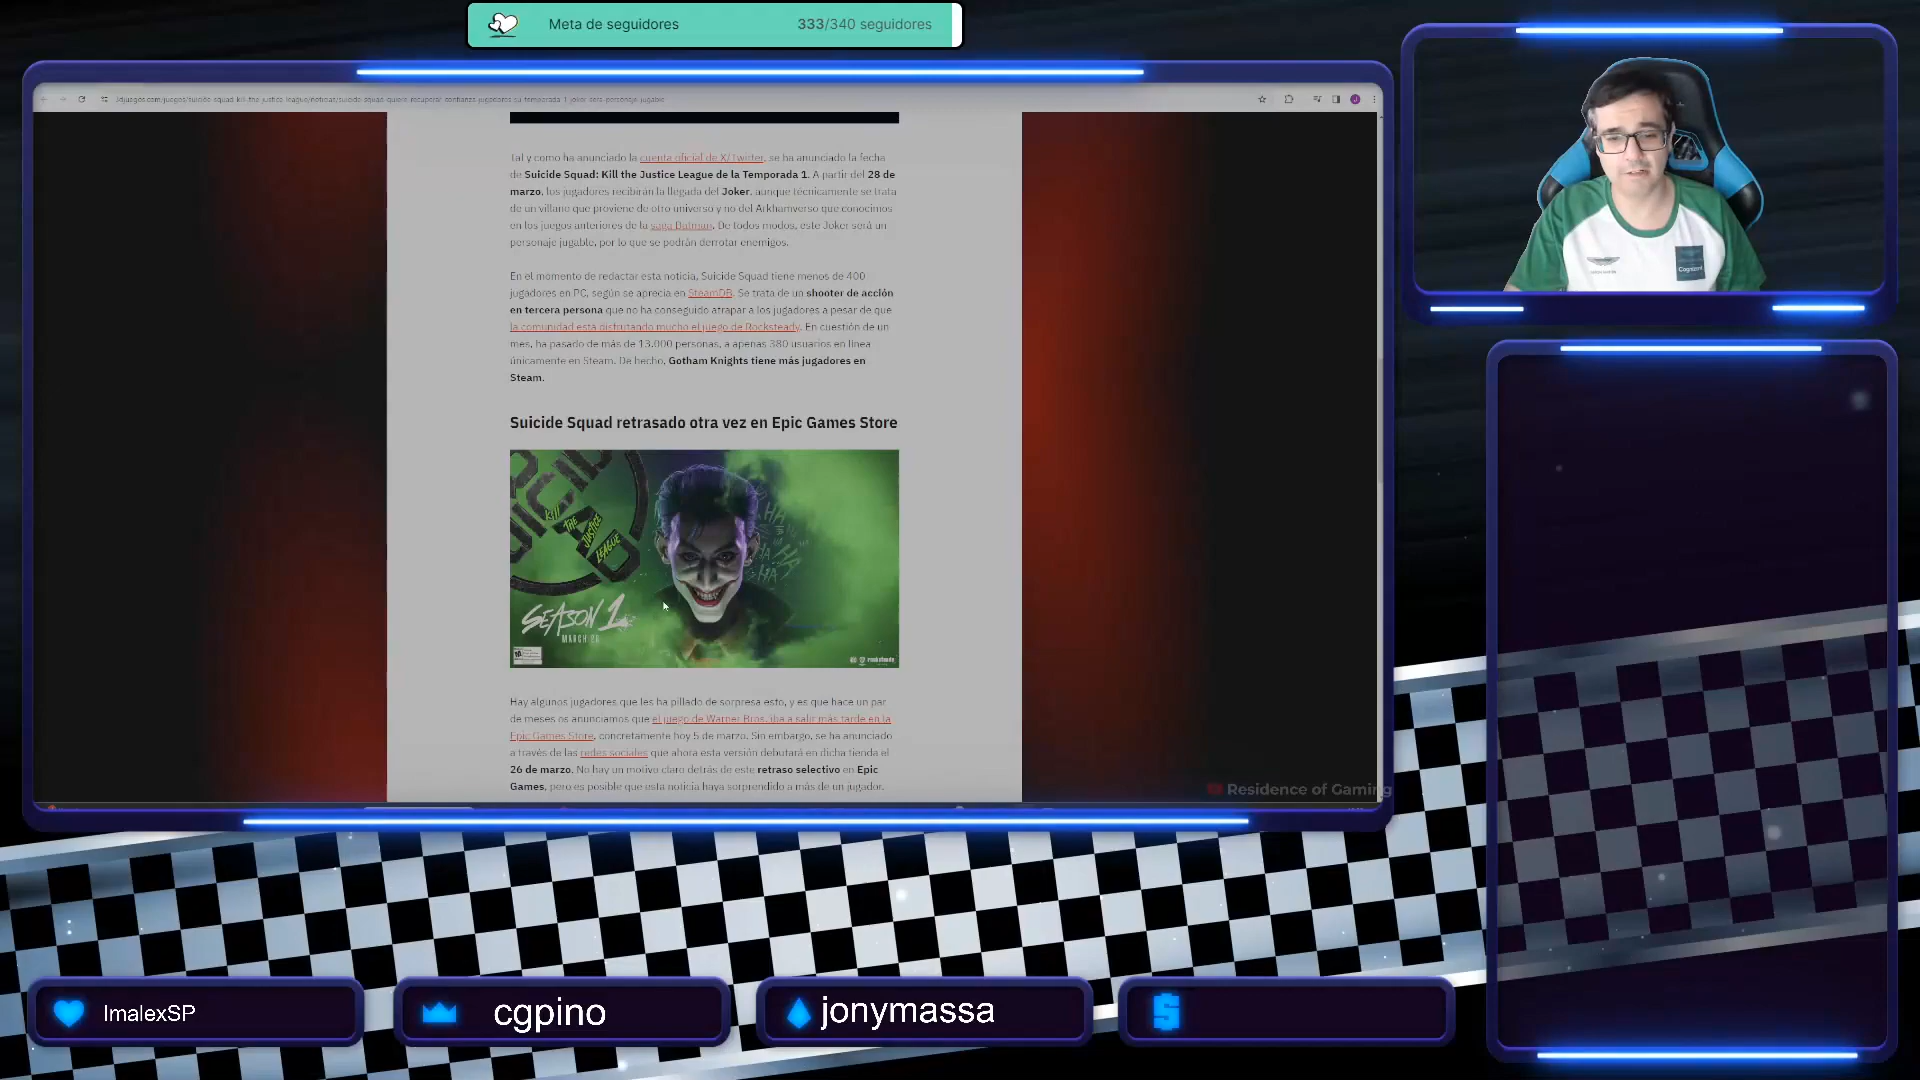 Meta de seguidores
333/340 seguidores
Tal y como ha anunciado la cuenta oficial de X/Twitter, se ha anunciado la fecha
de Suicide Squad: Kill the Justice League de la Temporada 1. A partir del 28 de
marzo, los jugadores recibirán la llegada del Joker, aunque técnicamente se trata
de un villano que proviene de otro universo y no del Arkhamverso que conocimos
en los juegos anteriores de la saga Batman. De todos modos, este Joker será un
personaje jugable, por lo que se podrán derrotar enemigos.
En el momento de redactar esta noticia, Suicide Squad tiene menos de 400
jugadores en PC, según se aprecia en SteamDB. Se trata de un shooter de acción
en tercera persona que no ha conseguido atrapar a los jugadores a pesar de que
la comunidad está disfrutando mucho el juego de Rocksteady. En cuestión de un
mes, ha pasado de más de 13.000 personas, a apenas 380 usuarios en línea
únicamente en Steam. De hecho, Gotham Knights tiene más jugadores en
Steam.
Suicide Squad retrasado otra vez en Epic Games Store
KILL THE JUSTICE LEAGUE
HA HA HA
SEASON 1
MARCH 28
rocksteady
Hay algunos jugadores que les ha pillado de sorpresa esto, y es que hace un par
de meses os anunciamos que el juego de Warner Bros. iba a salir más tarde en la
Epic Games Store, concretamente hoy 5 de marzo. Sin embargo, se ha anunciado
a través de las redes sociales que ahora esta versión debutará en dicha tienda el
26 de marzo. No hay un motivo claro detrás de este retraso selectivo en Epic
Games, pero es posible que esta noticia haya sorprendido a más de un jugador.
Residence of Gaming
Cognizant
lmalexSP
cgpino
jonymassa